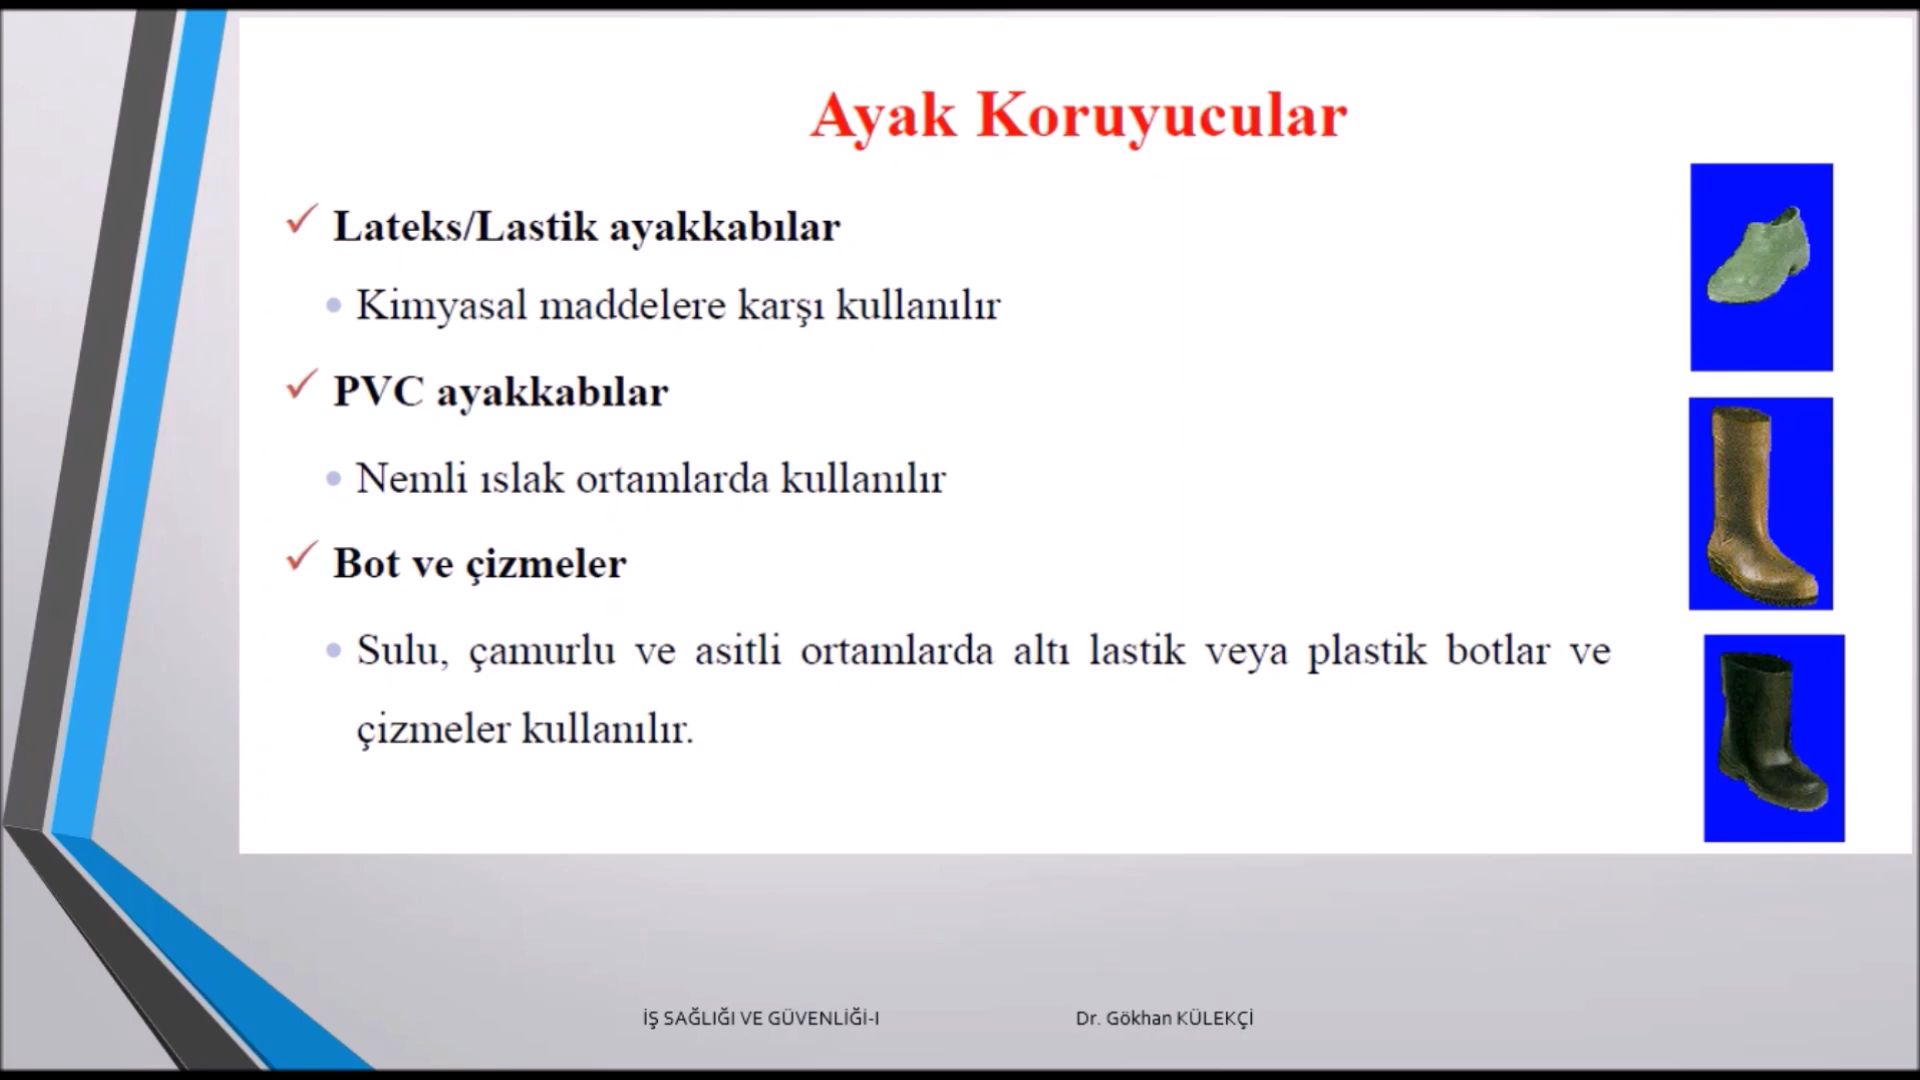 Ayak Koruyucular
Lateks/Lastik ayakkabılar
Kimyasal maddelere karşı kullanılır
PVC ayakkabılar
Nemli ıslak ortamlarda kullanılır
Bot ve çizmeler
Sulu, çamurlu ve asitli ortamlarda altı lastik veya plastik botlar ve
çizmeler kullanılır.
İŞ SAĞLIĞI VE GÜVENLİĞİ-I
Dr. Gökhan KÜLEKÇİ